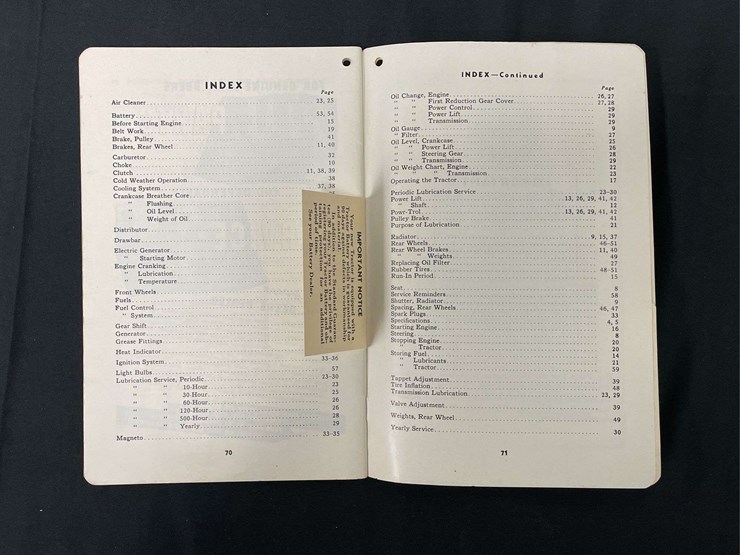 INDEX
Page
Air Cleaner 23, 25
Battery 53, 54
Before Starting Engine 15
Belt Work 19
Brake, Pulley 41
Brakes, Rear Wheel 11, 40
Carburetor 32
Choke 10
Clutch 11, 38, 39
Cold Weather Operation 38
Cooling System 37, 38
Crankcase Breather Core
" Flushing
" Oil Level
" Weight of Oil
Distributor
Drawbar
Electric Generator
" Starting Motor
Engine Cranking
" Lubrication
" Temperature
Front Wheels
Fuels
Fuel Control
" System
Gear Shift
Generator
Grease Fittings
Heat Indicator
Ignition System 33-36
Light Bulbs 57
Lubrication Service, Periodic 23-30
" " 10-Hour 23
" " 30-Hour 25
" " 60-Hour 26
" " 120-Hour 26
" " 500-Hour 28
" " Yearly 29
Magneto 33-35
70
IMPORTANT NOTICE
Your new Tractor is equipped with a
INDEX—Continued
Page
Oil Change, Engine 26, 27
" " First Reduction Gear Cover 27, 28
" " Power Control 29
" " Power Lift 29
" " Transmission 29
Oil Gauge 9
" Filter 27
Oil Level, Crankcase 25
" " Power Lift 26
" " Steering Gear 28
" " Transmission 29
Oil Weight Chart, Engine 22
" " " Transmission 23
Operating the Tractor 17
Periodic Lubrication Service 23-30
Power Lift 13, 26, 29, 41, 42
" Shaft 12
Powr-Trol 13, 26, 29, 41, 42
Pulley Brake 41
Purpose of Lubrication 21
Radiator 9, 15, 37
Rear Wheels 46-51
Rear Wheel Brakes 11, 40
" " Weights 49
Replacing Oil Filter 27
Rubber Tires 48-51
Run-In Period 15
Seat 8
Service Reminders 58
Shutter, Radiator 9
Spacing, Rear Wheels 46, 47
Spark Plugs 33
Specifications 4, 5
Starting Engine 16
Steering 8
Stopping Engine 20
" Tractor 20
Storing Fuel 14
" Lubricants 21
" Tractor 59
Tappet Adjustment 39
Tire Inflation 48
Transmission Lubrication 23, 29
Valve Adjustment 39
Weights, Rear Wheel 49
Yearly Service 30
71